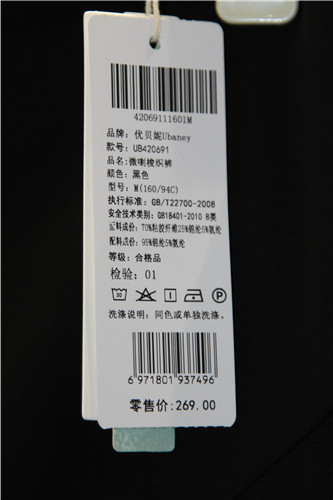 42069111601M
品牌: 优贝妮Ubaney
款号: UB420691
品名:微喇梭织裤
颜色: 黑色
型号: M(160/94C)
执行标准: GB/T22700-2008
安全技术类别: GB18401-2010 B类
面料成份: 70%粘胶纤维25%锦纶5%氨纶
配料成份: 95%锦纶5%氨纶
等级: 合格品
检验: 01
30
P
洗涤说明: 同色或单独洗涤.
6 971801 937496
零售价:269.00